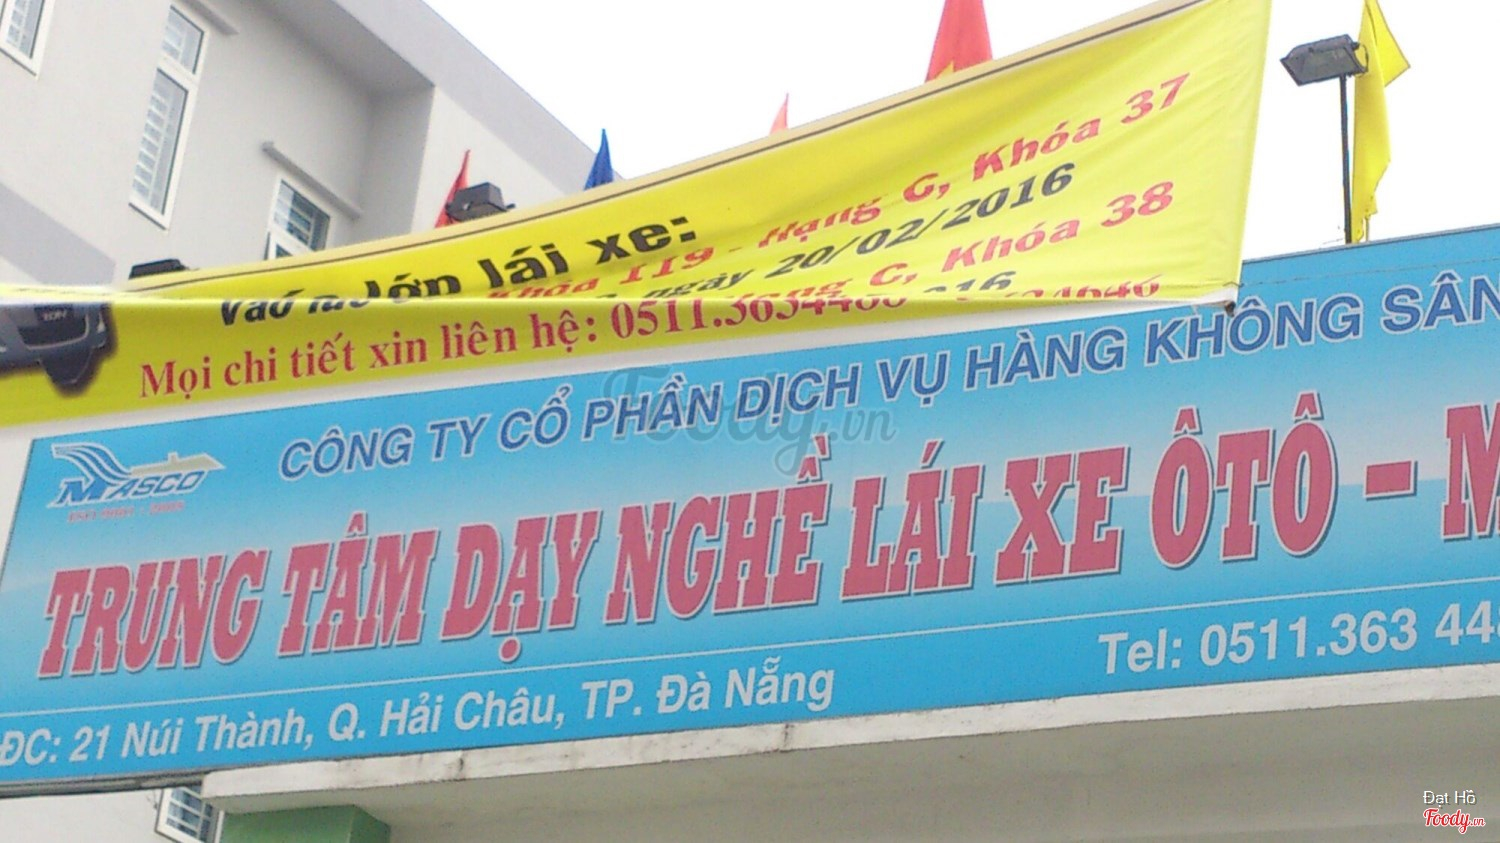 lớp lái xe:
Khóa 119 - Hạng C, Khóa 37
ngày 20/02/2016
C, Khóa 38
Mọi chi tiết xin liên hệ: 0511.3634
MASCO
CÔNG TY CỔ PHẦN DỊCH VỤ HÀNG KHÔNG SÂN
TRUNG TÂM DẠY NGHỀ LÁI XE ÔTÔ - M
ĐC: 21 Núi Thành, Q. Hải Châu, TP. Đà Nẵng
Tel: 0511.363 44
Foody.vn
Đạt Hồ
Foody.vn